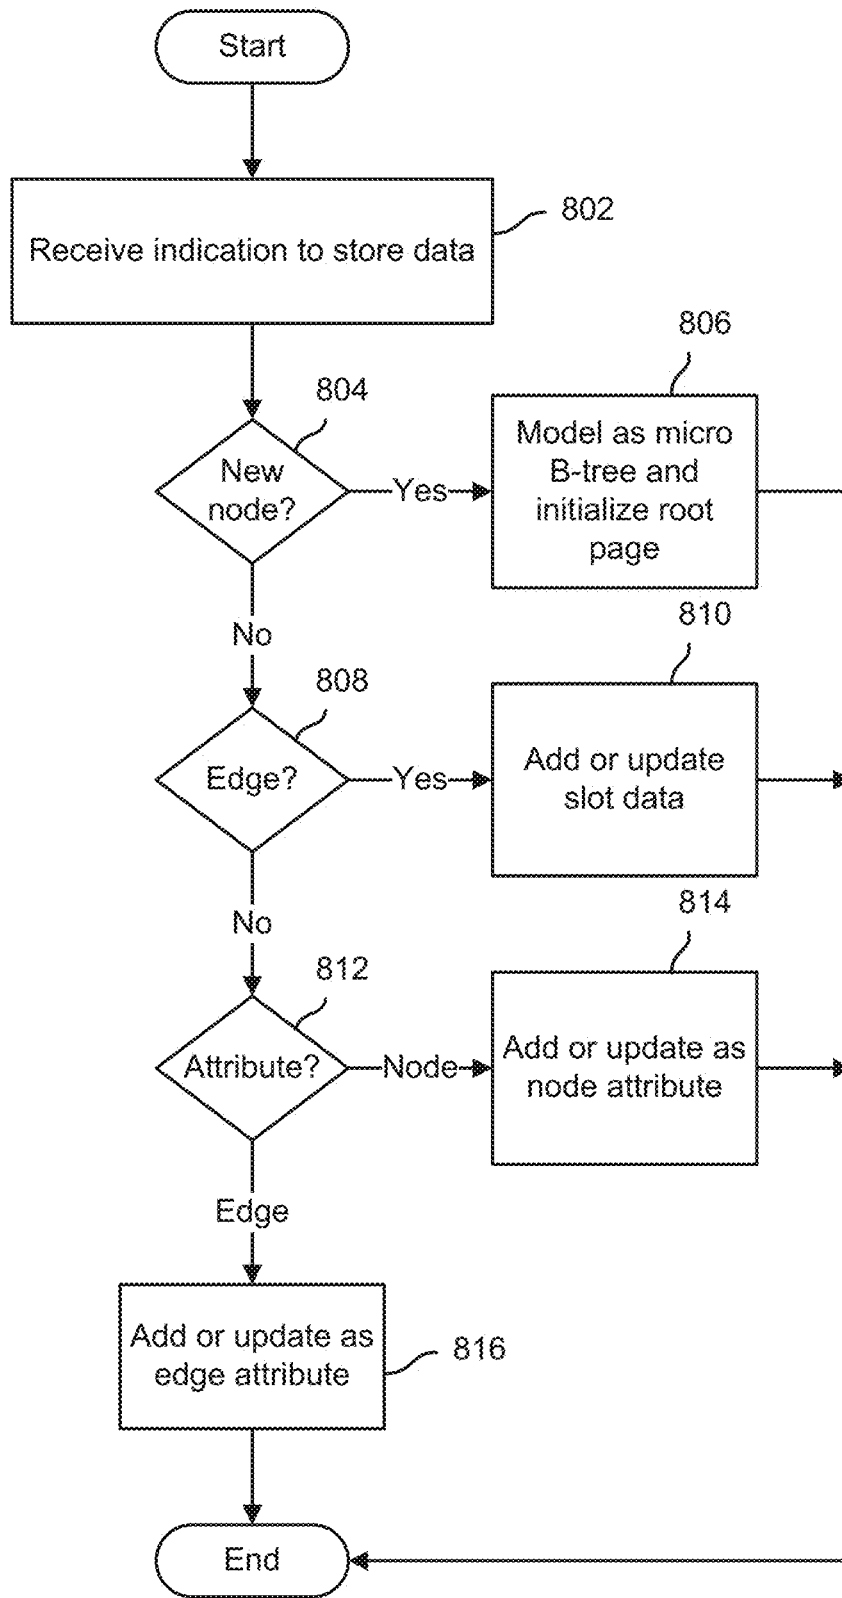 Start
Receive indication to store data
802
804
New
node?
Yes
806
Model as micro
B-tree and
initialize root
page
No
808
Edge?
Yes
810
Add or update
slot data
No
812
Attribute?
Node
814
Add or update as
node attribute
Edge
Add or update as
edge attribute
816
End